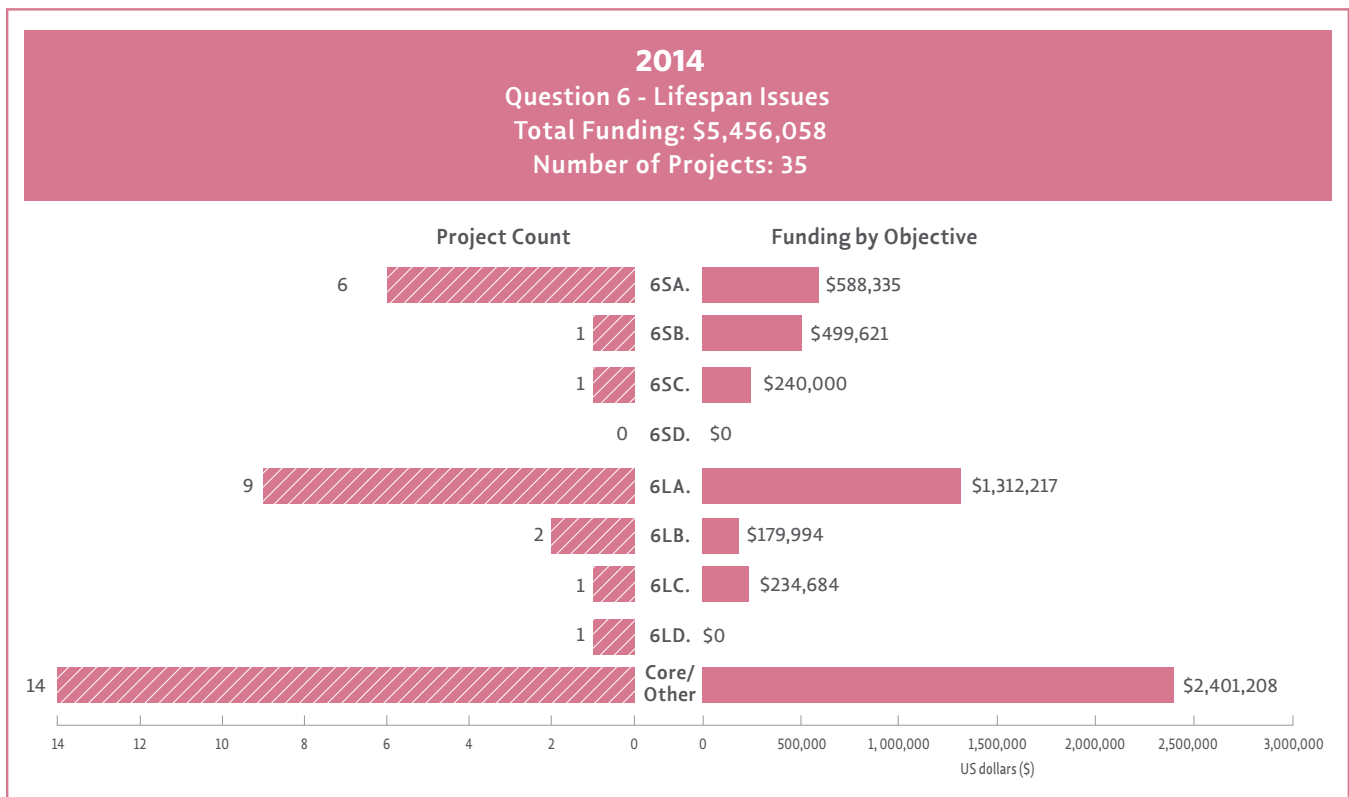 2014
Question 6 - Lifespan Issues
Total Funding: $5,456,058
Number of Projects: 35
Project Count Funding by Objective
6 6SA. $588,335
1 6SB. $499,621
1 6SC. $240,000
0 6SD. $0
9 6LA. $1,312,217
2 6LB. $179,994
1 6LC. $234,684
1 6LD. $0
14 Core/ Other $2,401,208
14 12 10 8 6 4 2 0 0 500,000 1,000,000 1,500,000 2,000,000 2,500,000 3,000,000
US dollars ($)